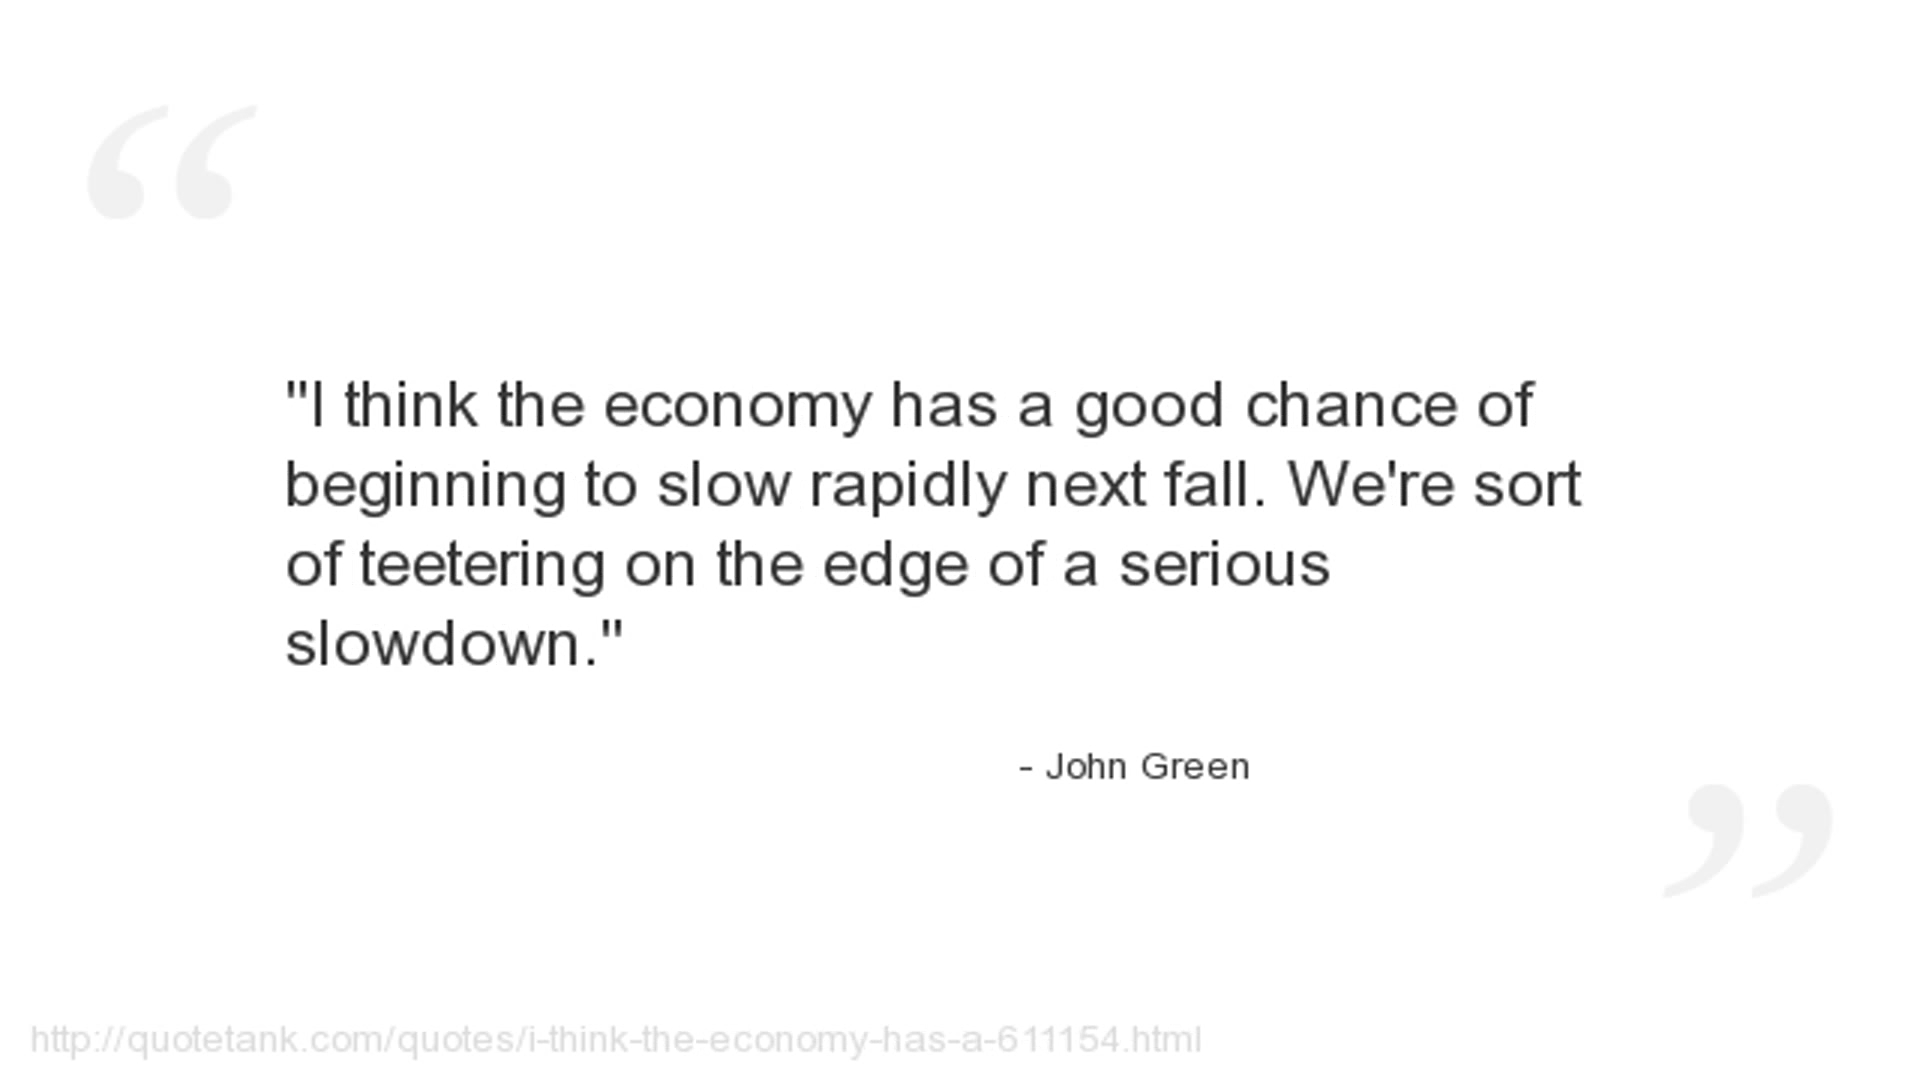 "I think the economy has a good chance of
beginning to slow rapidly next fall. We're sort
of teetering on the edge of a serious
slowdown."
- John Green
http://quotetank.com/quotes/i-think-the-economy-has-a-611154.html